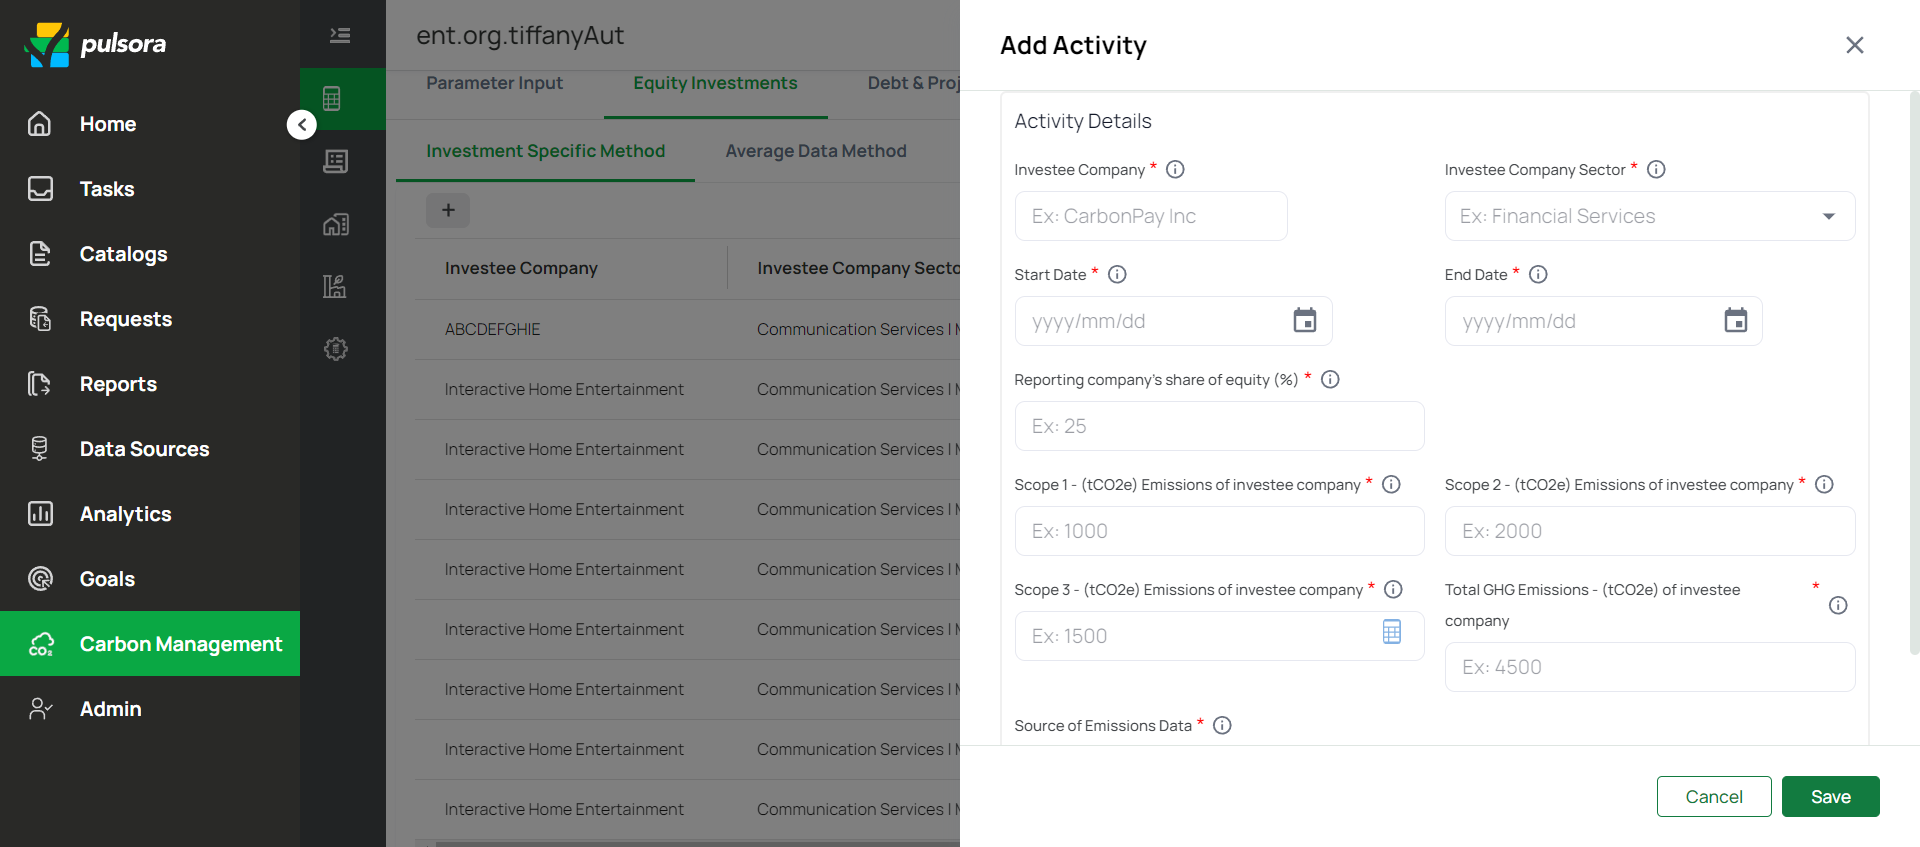 pulsora
Home
Tasks
Catalogs
Requests
Reports
Data Sources
Analytics
Goals
CO₂
Carbon Management
Admin
ent.org.tiffanyAut
Parameter Input
Equity Investments
Debt & Proj
Investment Specific Method
Average Data Method
+
Investee Company
Investee Company Secto
ABCDEFGHIE
Communication Services | M
Interactive Home Entertainment
Communication Services | M
Interactive Home Entertainment
Communication Services | M
Interactive Home Entertainment
Communication Services | M
Interactive Home Entertainment
Communication Services | M
Interactive Home Entertainment
Communication Services | M
Interactive Home Entertainment
Communication Services | M
Interactive Home Entertainment
Communication Services | M
Interactive Home Entertainment
Communication Services | M
Add Activity
Activity Details
Investee Company *
Ex: CarbonPay Inc
Investee Company Sector *
Ex: Financial Services
Start Date *
yyyy/mm/dd
End Date *
yyyy/mm/dd
Reporting company's share of equity (%) *
Ex: 25
Scope 1 - (tCO2e) Emissions of investee company *
Ex: 1000
Scope 2 - (tCO2e) Emissions of investee company *
Ex: 2000
Scope 3 - (tCO2e) Emissions of investee company *
Ex: 1500
Total GHG Emissions - (tCO2e) of investee *
company
Ex: 4500
Source of Emissions Data *
Cancel
Save